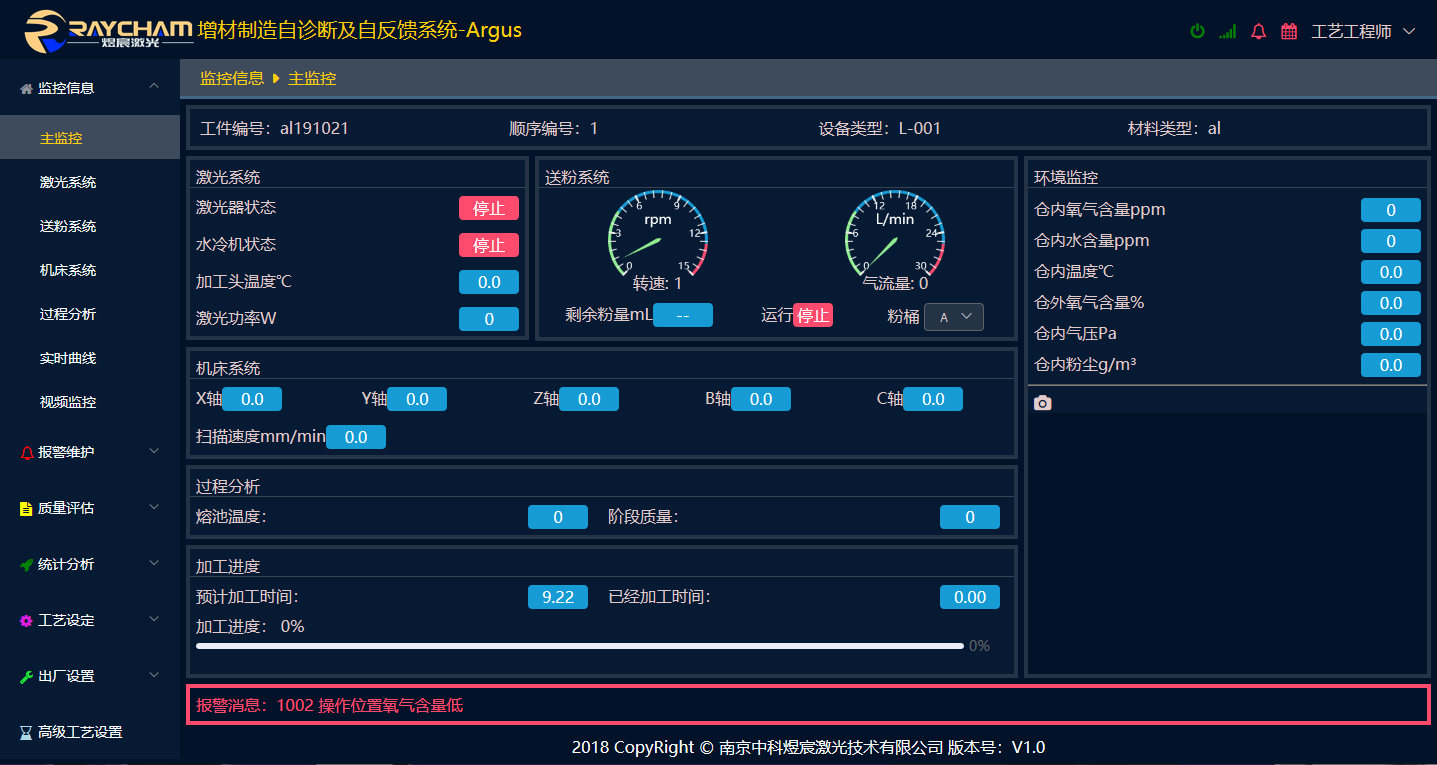 RAYCHAM 煜宸激光 增材制造自诊断及自反馈系统-Argus
工艺工程师
监控信息
主监控
激光系统
送粉系统
机床系统
过程分析
实时曲线
视频监控
报警维护
质量评估
统计分析
工艺设定
出厂设置
高级工艺设置
监控信息 主监控
工件编号：al191021 顺序编号：1 设备类型：L-001 材料类型：al
激光系统
激光器状态 停止
水冷机状态 停止
加工头温度℃ 0.0
激光功率W 0
送粉系统
rpm
0 3 6 9 12 15
转速: 1
L/min
0 6 12 18 24 30
气流量: 0
剩余粉量mL -- 运行 停止 粉桶 A
环境监控
仓内氧气含量ppm 0
仓内水含量ppm 0
仓内温度℃ 0.0
仓外氧气含量% 0.0
仓内气压Pa 0.0
仓内粉尘g/m³ 0.0
机床系统
X轴 0.0 Y轴 0.0 Z轴 0.0 B轴 0.0 C轴 0.0
扫描速度mm/min 0.0
过程分析
熔池温度： 0 阶段质量： 0
加工进度
预计加工时间： 9.22 已经加工时间： 0.00
加工进度： 0%
0%
报警消息：1002 操作位置氧气含量低
2018 CopyRight © 南京中科煜宸激光技术有限公司 版本号：V1.0